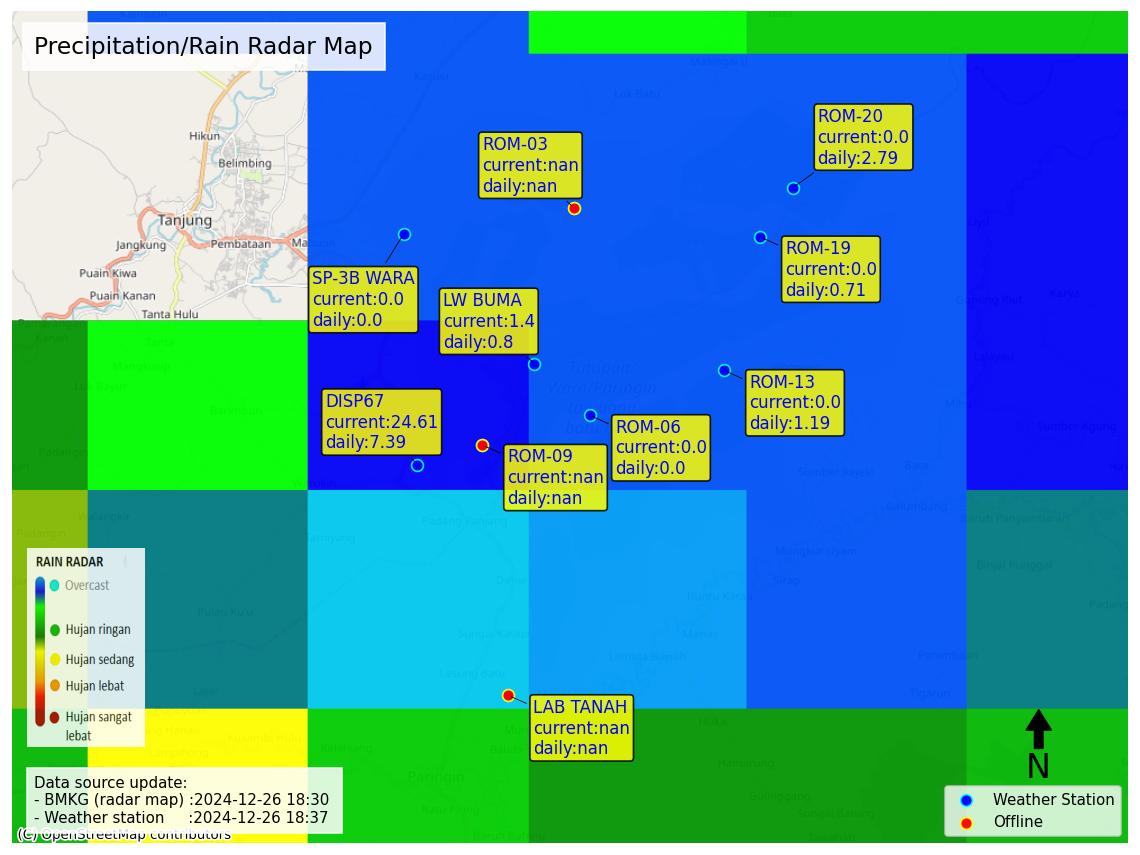 Precipitation/Rain Radar Map
Hikun
Belimbing
Tanjung
Jangkung
Pembataan
Puain Kiwa
Puain Kanan
Tanta Hulu
ROM-03
current:nan
daily:nan
ROM-20
current:0.0
daily:2.79
ROM-19
current:0.0
daily:0.71
SP-3B WARA
current:0.0
daily:0.0
LW BUMA
current:1.4
daily:0.8
ROM-13
current:0.0
daily:1.19
DISP67
current:24.61
daily:7.39
ROM-06
current:0.0
daily:0.0
ROM-09
current:nan
daily:nan
LAB TANAH
current:nan
daily:nan
Paringin
RAIN RADAR
Overcast
Hujan ringan
Hujan sedang
Hujan lebat
Hujan sangat
lebat
Data source update:
- BMKG (radar map) :2024-12-26 18:30
- Weather station :2024-12-26 18:37
(C) OpenStreetMap contributors
N
Weather Station
Offline